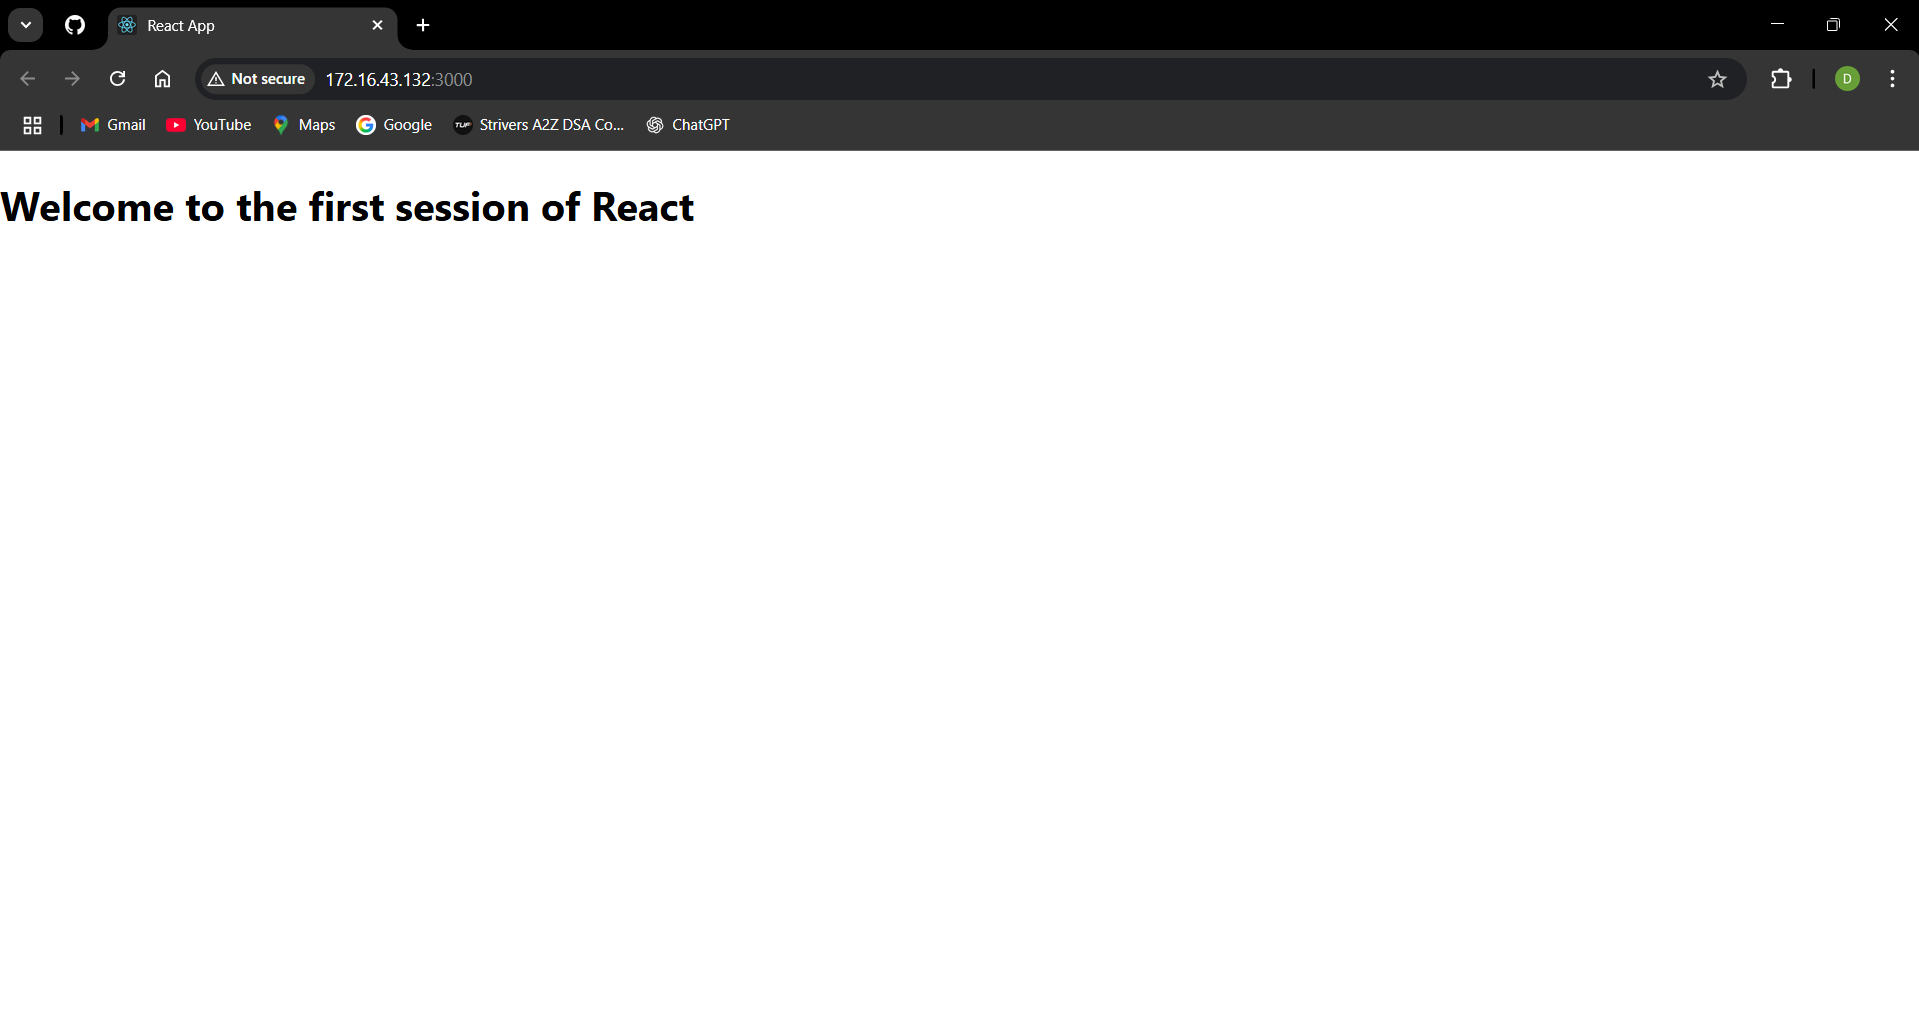 React App
Not secure 172.16.43.132:3000
D
Gmail YouTube Maps Google TUF Strivers A2Z DSA Co... ChatGPT
Welcome to the first session of React